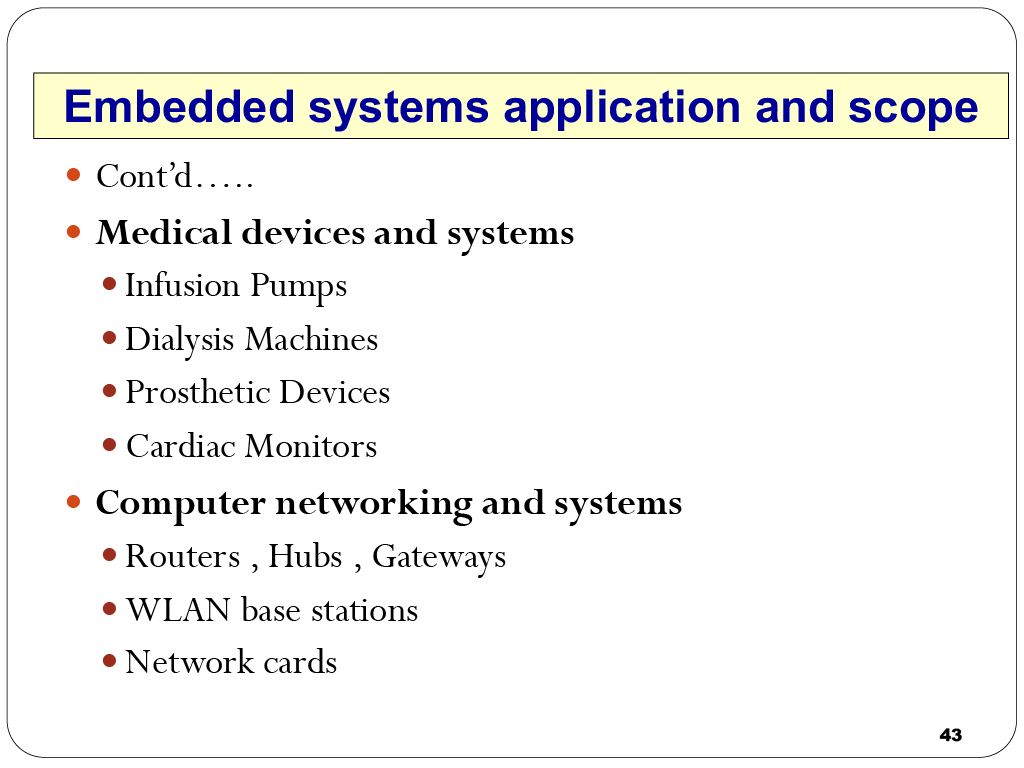 Embedded systems application and scope
Cont’d…..
Medical devices and systems
Infusion Pumps
Dialysis Machines
Prosthetic Devices
Cardiac Monitors
Computer networking and systems
Routers , Hubs , Gateways
WLAN base stations
Network cards
43